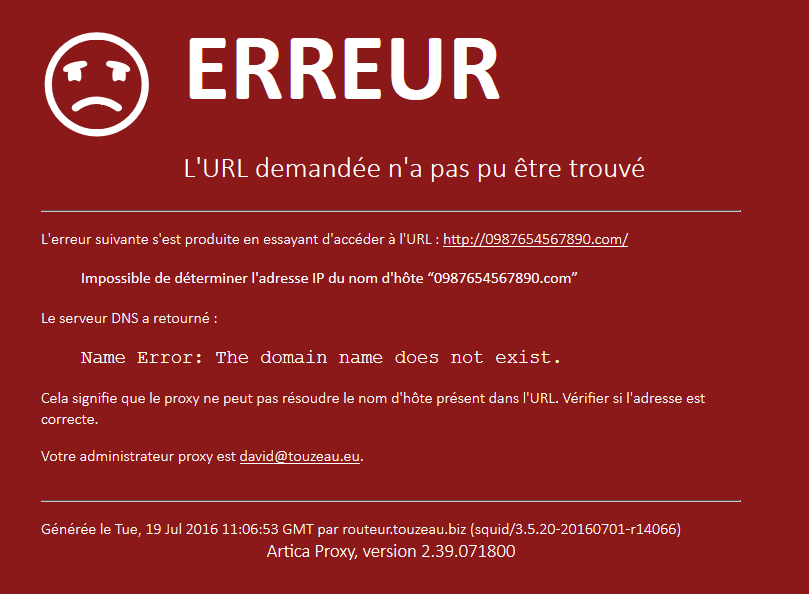 ERREUR
L'URL demandée n'a pas pu être trouvé
L'erreur suivante s'est produite en essayant d'accéder à l'URL : http://0987654567890.com/
Impossible de déterminer l'adresse IP du nom d'hôte “0987654567890.com”
Le serveur DNS a retourné :
Name Error: The domain name does not exist.
Cela signifie que le proxy ne peut pas résoudre le nom d'hôte présent dans l'URL. Vérifier si l'adresse est
correcte.
Votre administrateur proxy est david@touzeau.eu.
Générée le Tue, 19 Jul 2016 11:06:53 GMT par routeur.touzeau.biz (squid/3.5.20-20160701-r14066)
Artica Proxy, version 2.39.071800